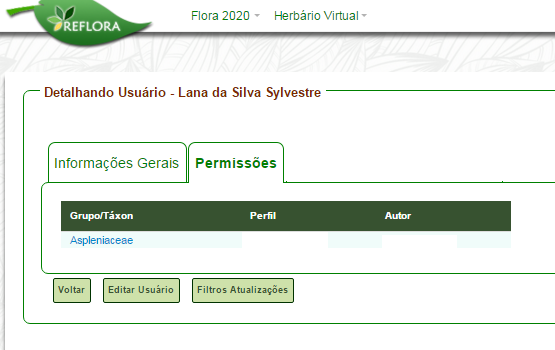 REFLORA
Flora 2020 Herbário Virtual
Detalhando Usuário - Lana da Silva Sylvestre
Informações Gerais Permissões
Grupo/Táxon Perfil Autor
Aspleniaceae
Voltar Editar Usuário Filtros Atualizações